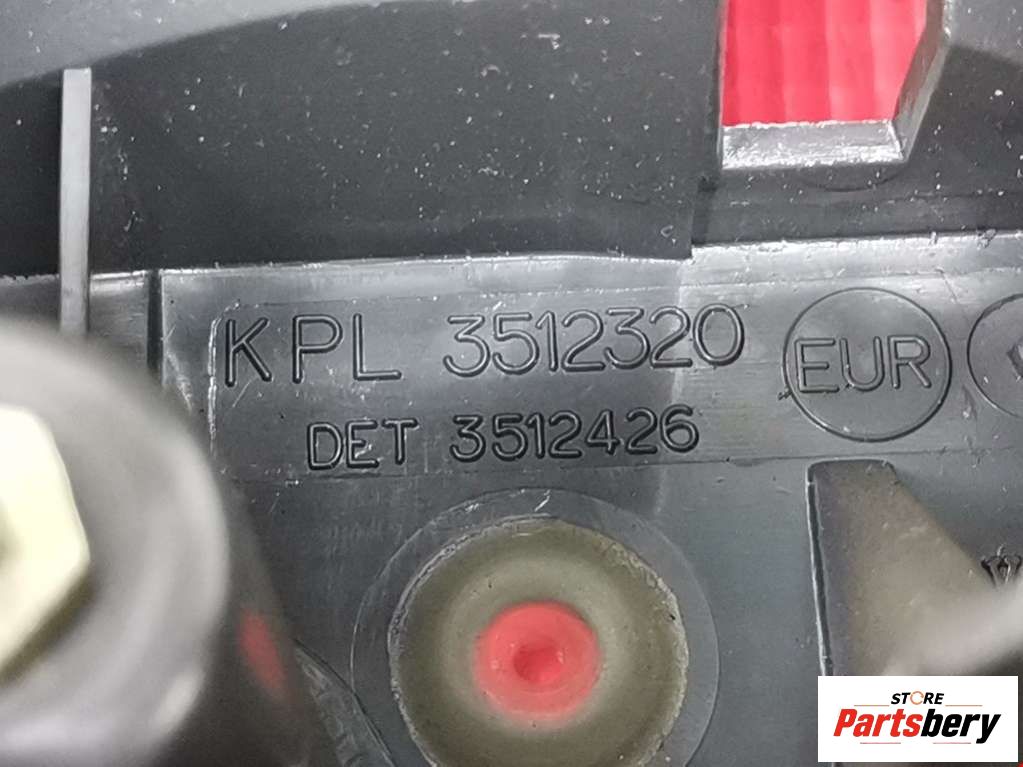 KPL 3512320 EUR
DET 3512426
STORE
Partsbery